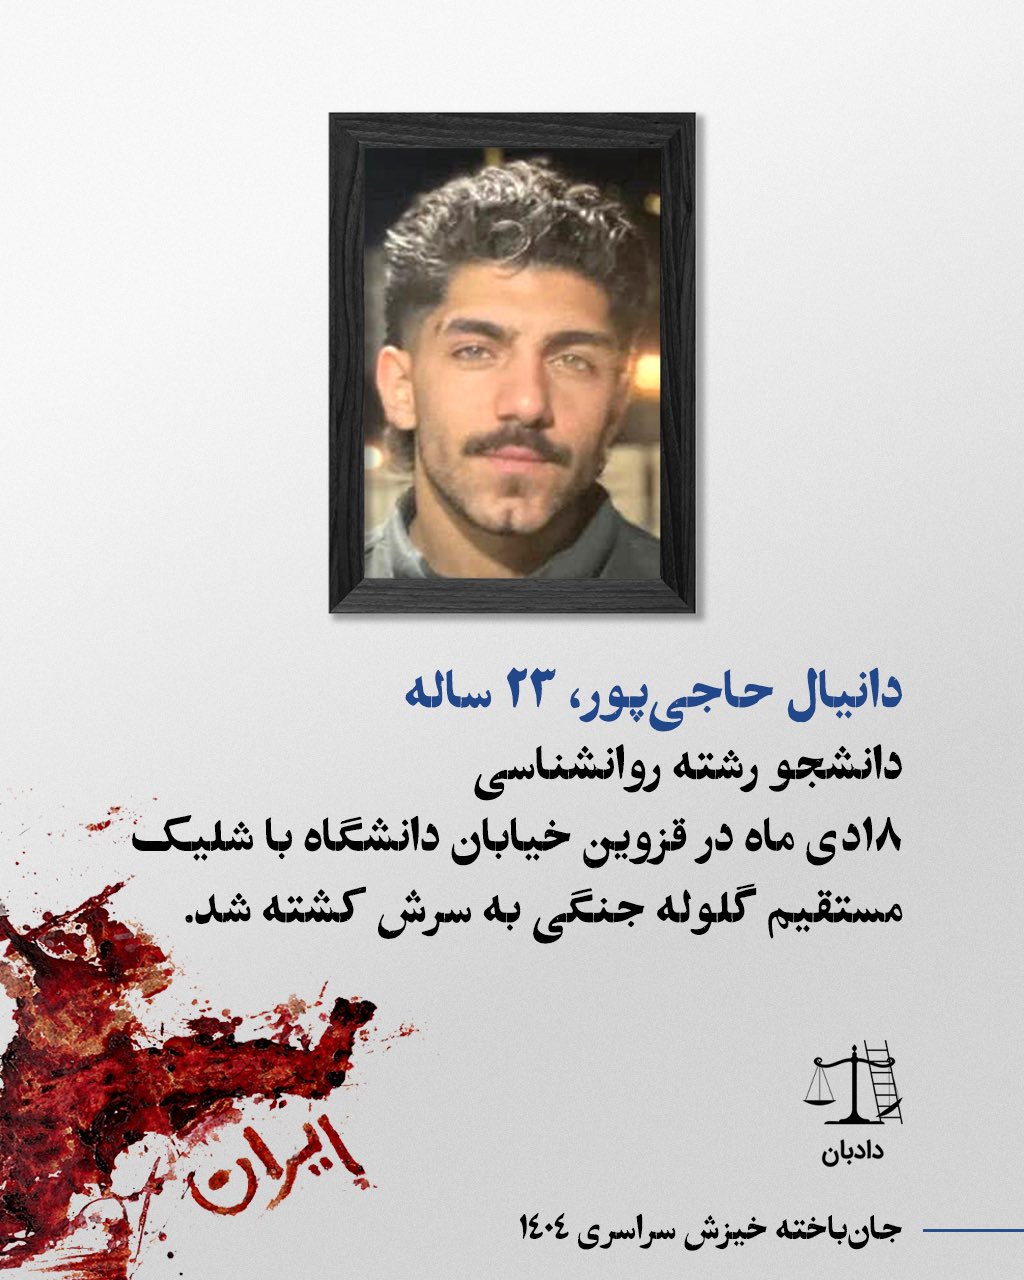 دانیال حاجی‌پور، ۲۳ ساله
دانشجو رشته روانشناسی
۱۸دی ماه در قزوین خیابان دانشگاه با شلیک
مستقیم گلوله جنگی به سرش کشته شد.
ایران
دادبان
جان‌باخته خیزش سراسری ۱۴۰۴